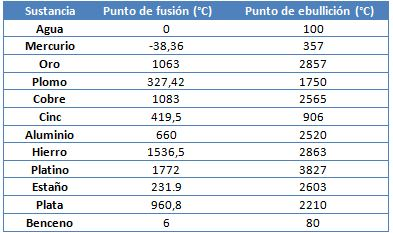 Sustancia Punto de fusión (°C) Punto de ebullición (°C)
Agua 0 100
Mercurio -38,36 357
Oro 1063 2857
Plomo 327,42 1750
Cobre 1083 2565
Cinc 419,5 906
Aluminio 660 2520
Hierro 1536,5 2863
Platino 1772 3827
Estaño 231.9 2603
Plata 960,8 2210
Benceno 6 80